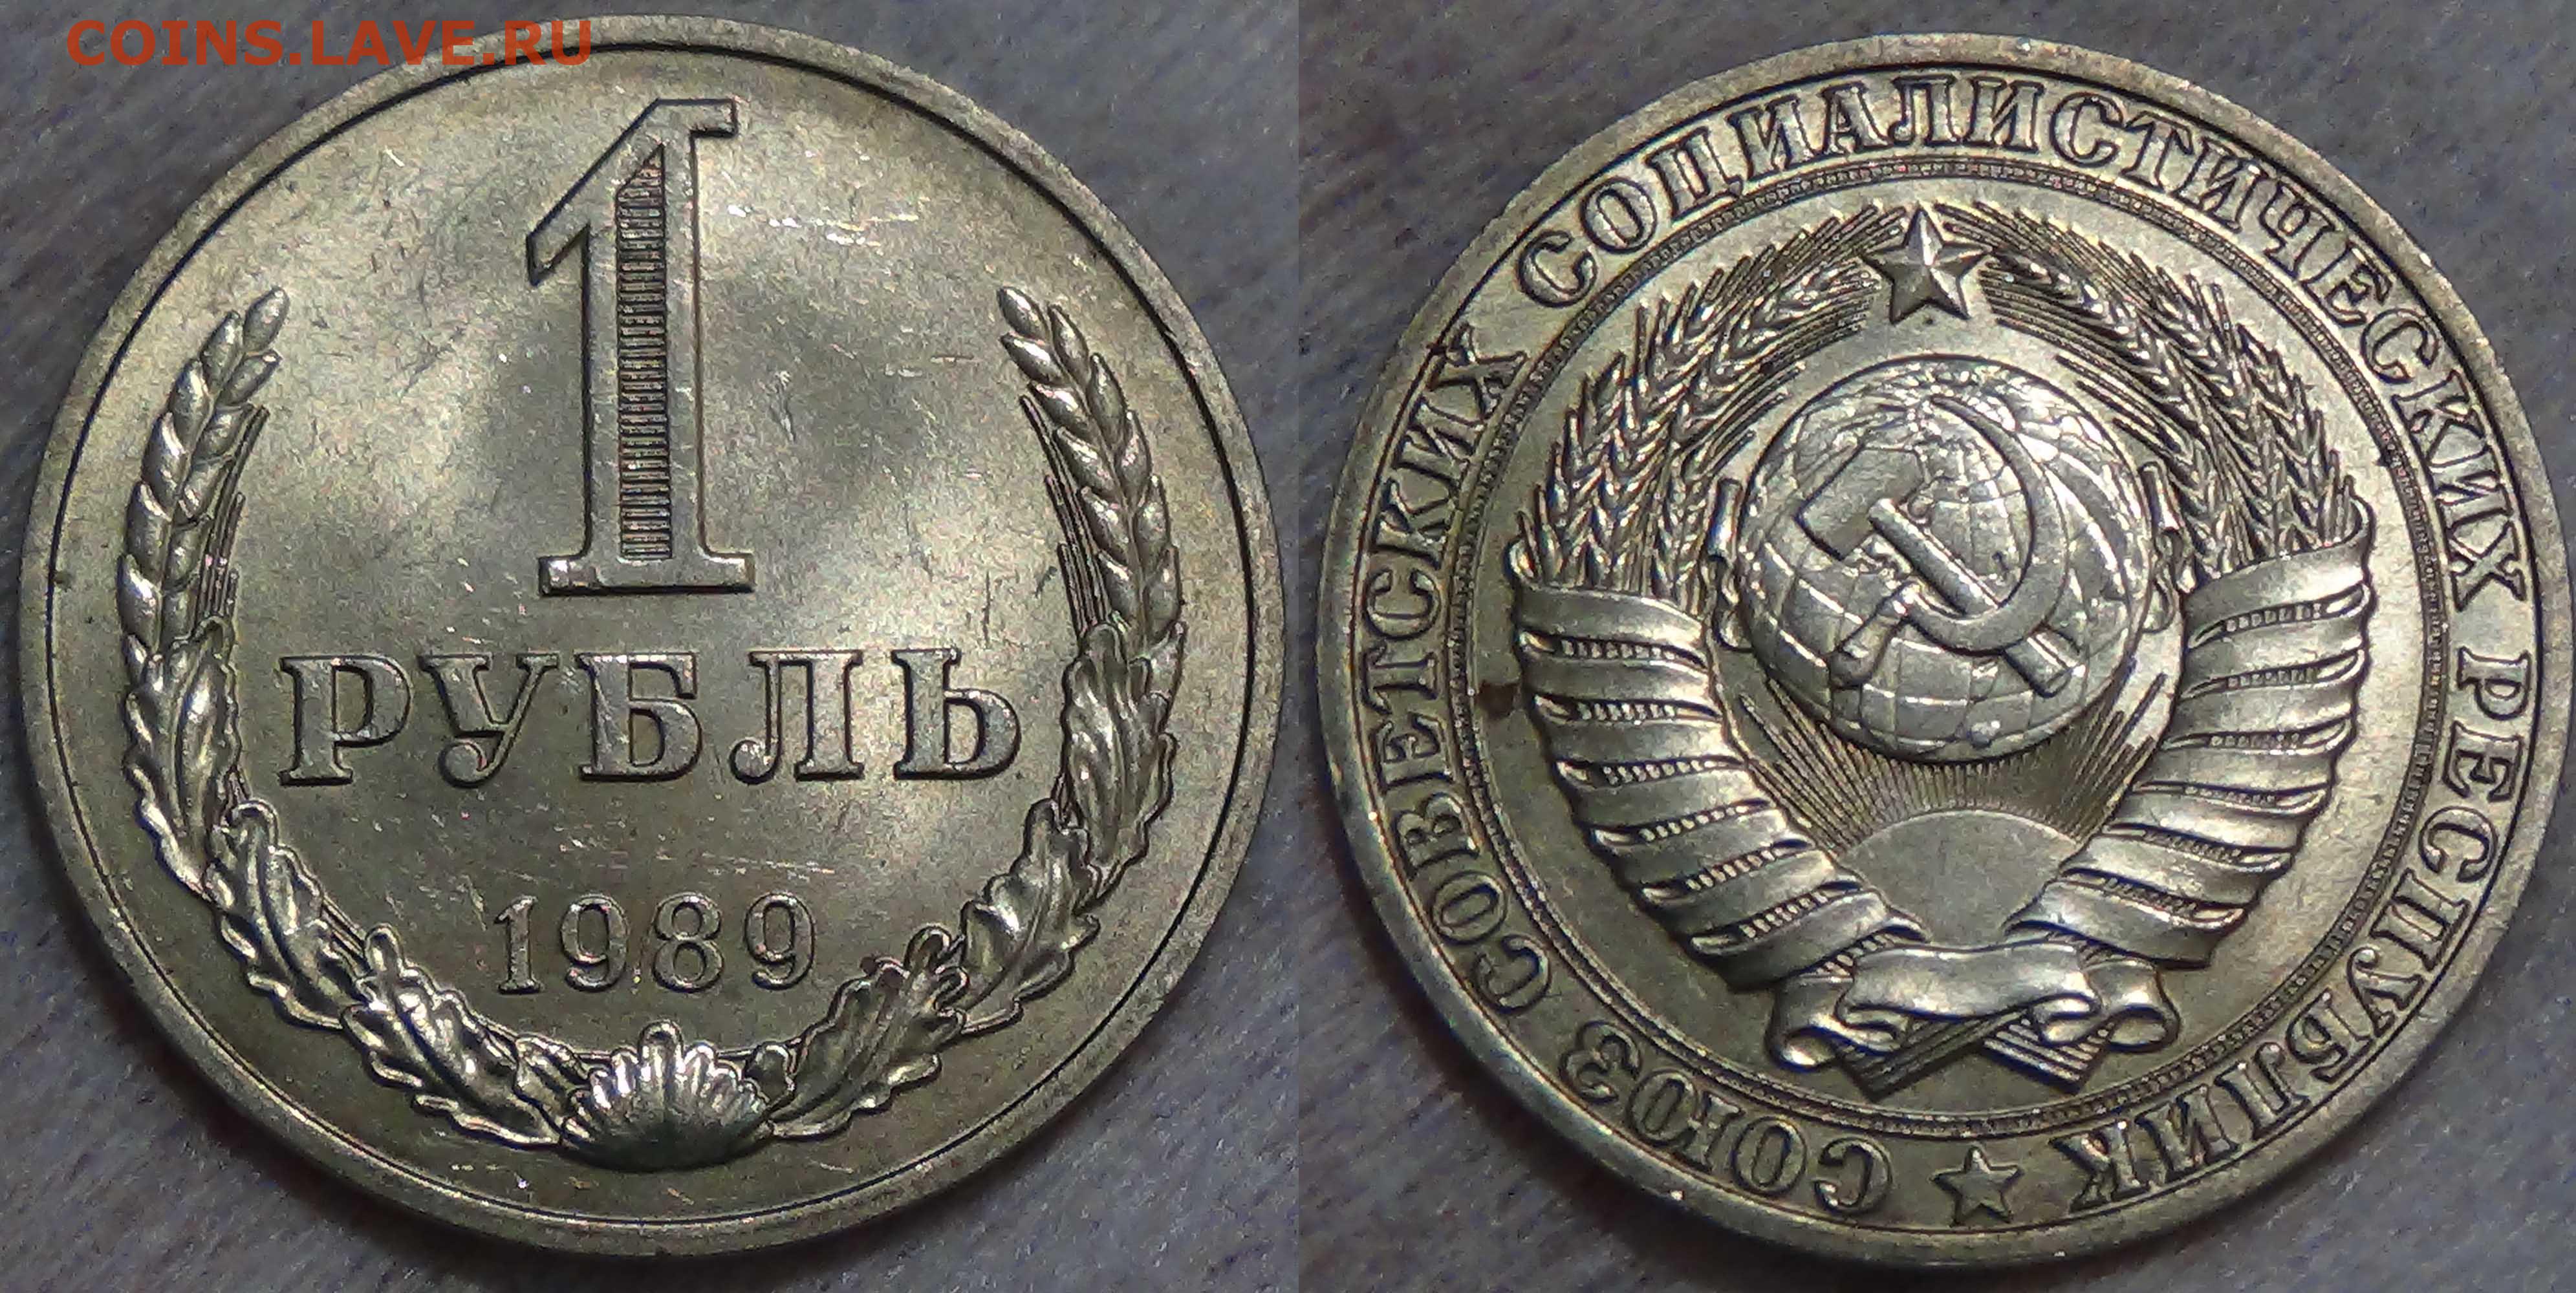 COINS.LAVE.RU
1
РУБЛЬ
1989
СОЮЗ СОВЕТСКИХ СОЦИАЛИСТИЧЕСКИХ РЕСПУБЛИК